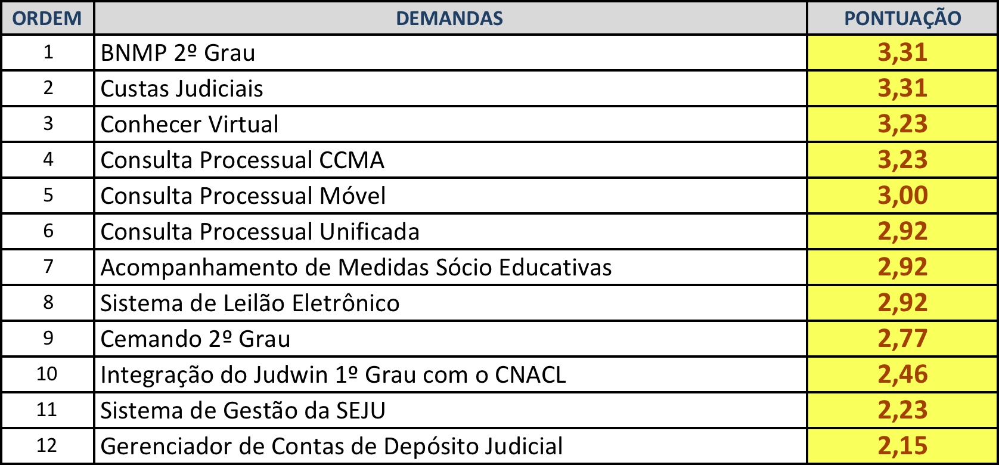 ORDEM DEMANDAS PONTUAÇÃO
1 BNMP 2º Grau 3,31
2 Custas Judiciais 3,31
3 Conhecer Virtual 3,23
4 Consulta Processual CCMA 3,23
5 Consulta Processual Móvel 3,00
6 Consulta Processual Unificada 2,92
7 Acompanhamento de Medidas Sócio Educativas 2,92
8 Sistema de Leilão Eletrônico 2,92
9 Cemando 2º Grau 2,77
10 Integração do Judwin 1º Grau com o CNACL 2,46
11 Sistema de Gestão da SEJU 2,23
12 Gerenciador de Contas de Depósito Judicial 2,15